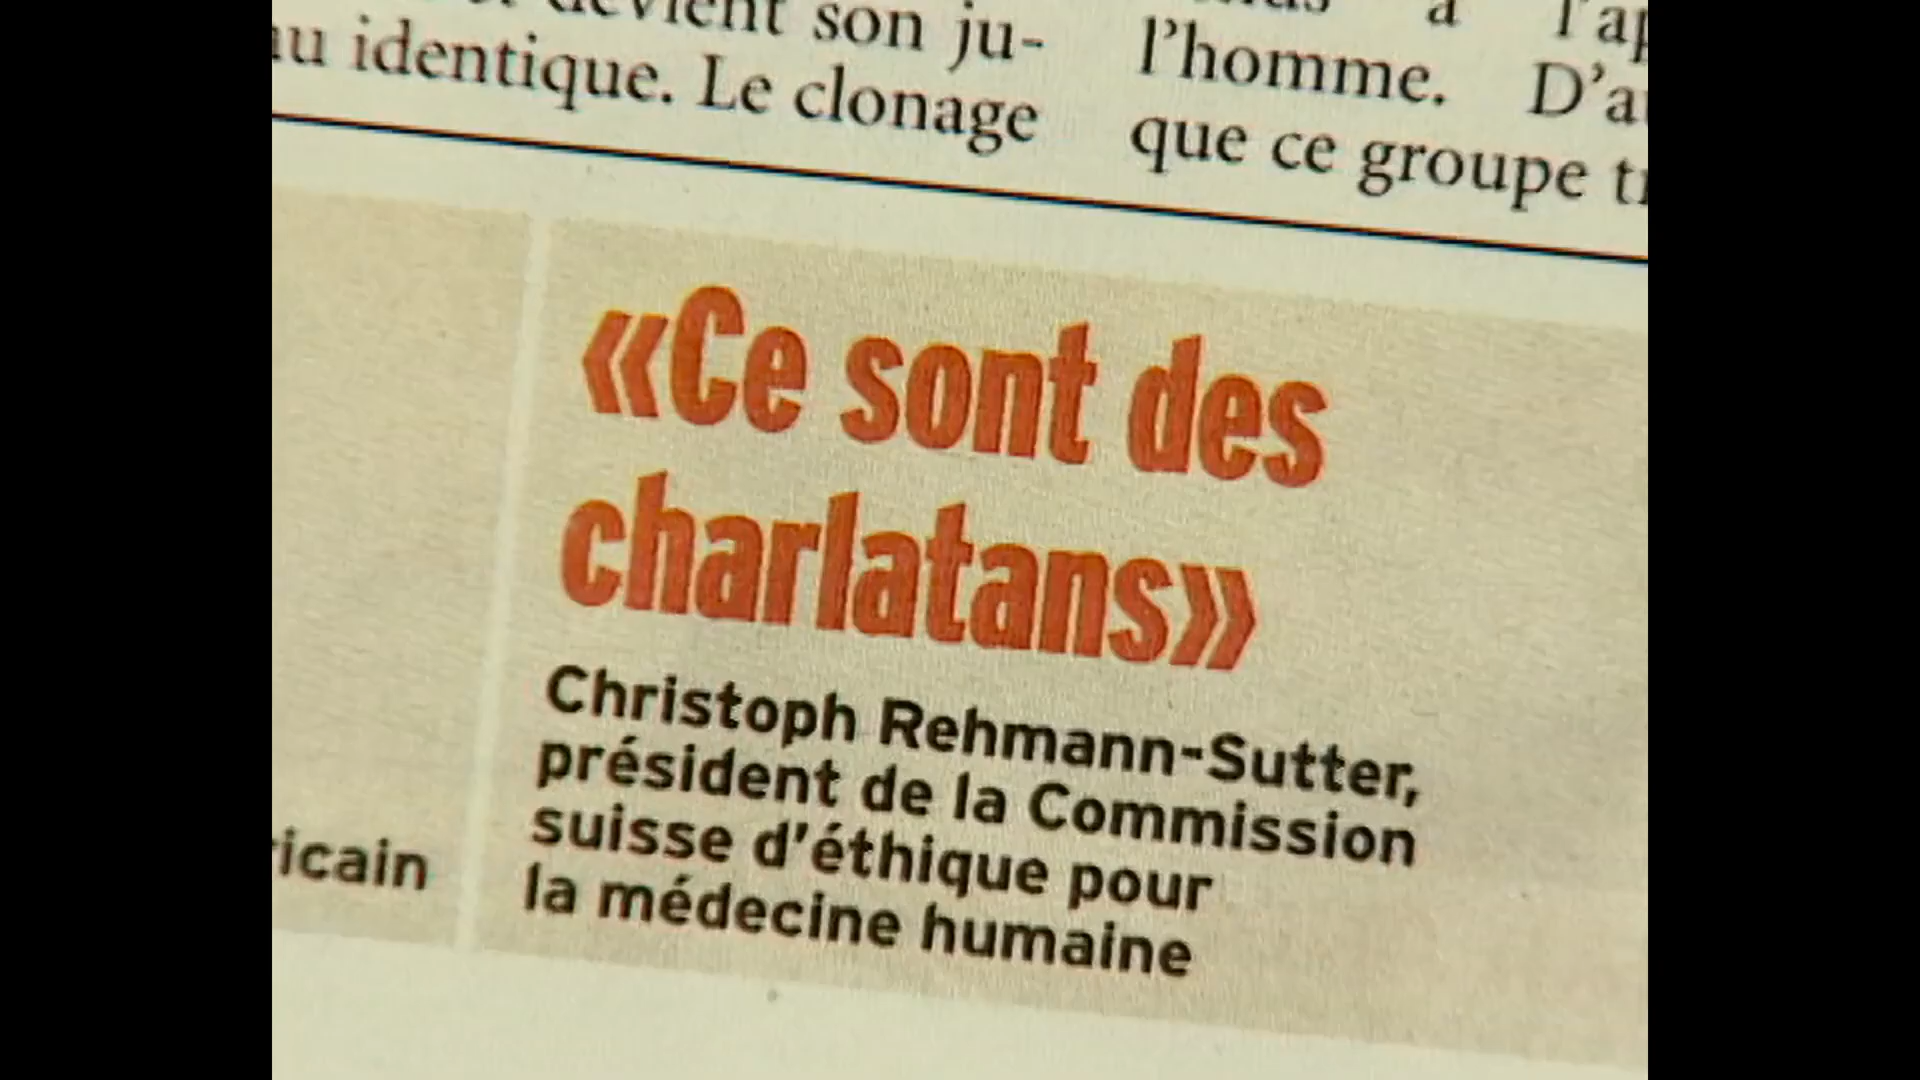 devient son ju-
identique. Le clonage
à
l'homme. D'a
que ce groupe
«Ce sont des
charlatans»
Christoph Rehmann-Sutter,
président de la Commission
suisse d'éthique pour
la médecine humaine
ricain